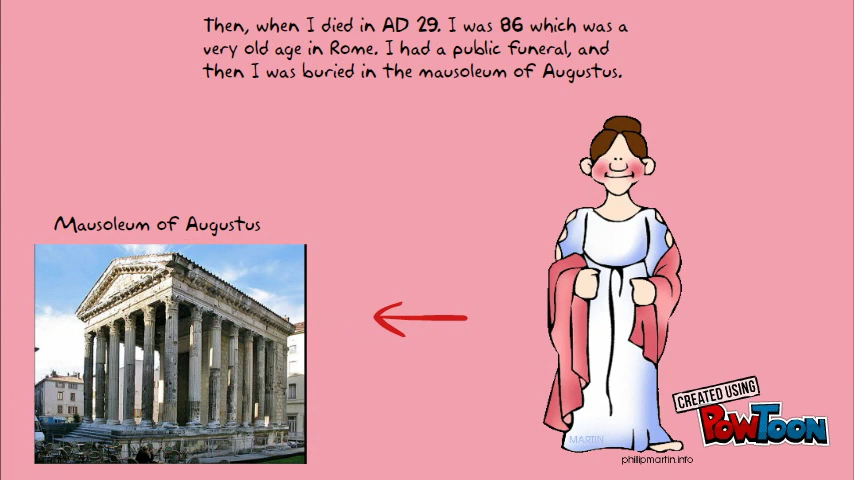 Then, when I died in AD 29. I was 86 which was a
very old age in Rome. I had a public funeral, and
then I was buried in the mausoleum of Augustus.
Mausoleum of Augustus
CREATED USING
POWTOON
MARTIN
phillipmartin.info